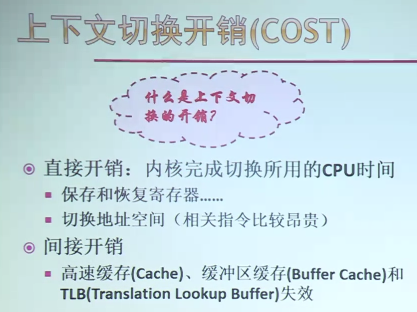 上下文切换开销(COST)
什么是上下文切
换的开销?
直接开销：内核完成切换所用的CPU时间
保存和恢复寄存器……
切换地址空间（相关指令比较昂贵）
间接开销
高速缓存(Cache)、缓冲区缓存(Buffer Cache)和
TLB(Translation Lookup Buffer)失效